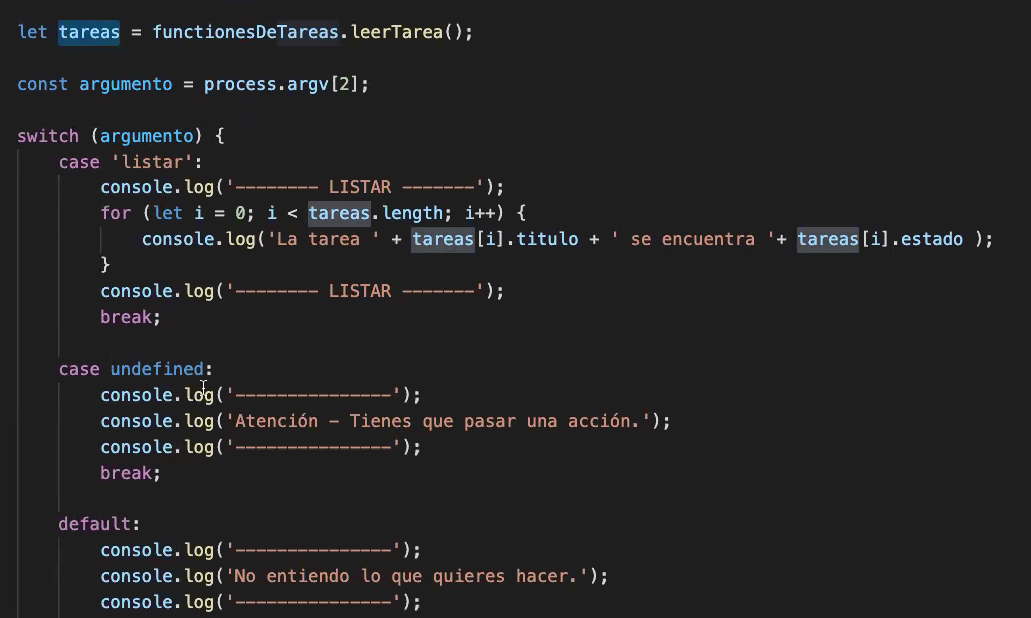 let tareas = functionesDeTareas.leerTarea();
const argumento = process.argv[2];
switch (argumento) {
case 'listar':
console.log('-------- LISTAR -------');
for (let i = 0; i < tareas.length; i++) {
console.log('La tarea ' + tareas[i].titulo + ' se encuentra '+ tareas[i].estado );
}
console.log('-------- LISTAR -------');
break;
case undefined:
console.log('---------------');
console.log('Atención - Tienes que pasar una acción.');
console.log('---------------');
break;
default:
console.log('---------------');
console.log('No entiendo lo que quieres hacer.');
console.log('---------------');